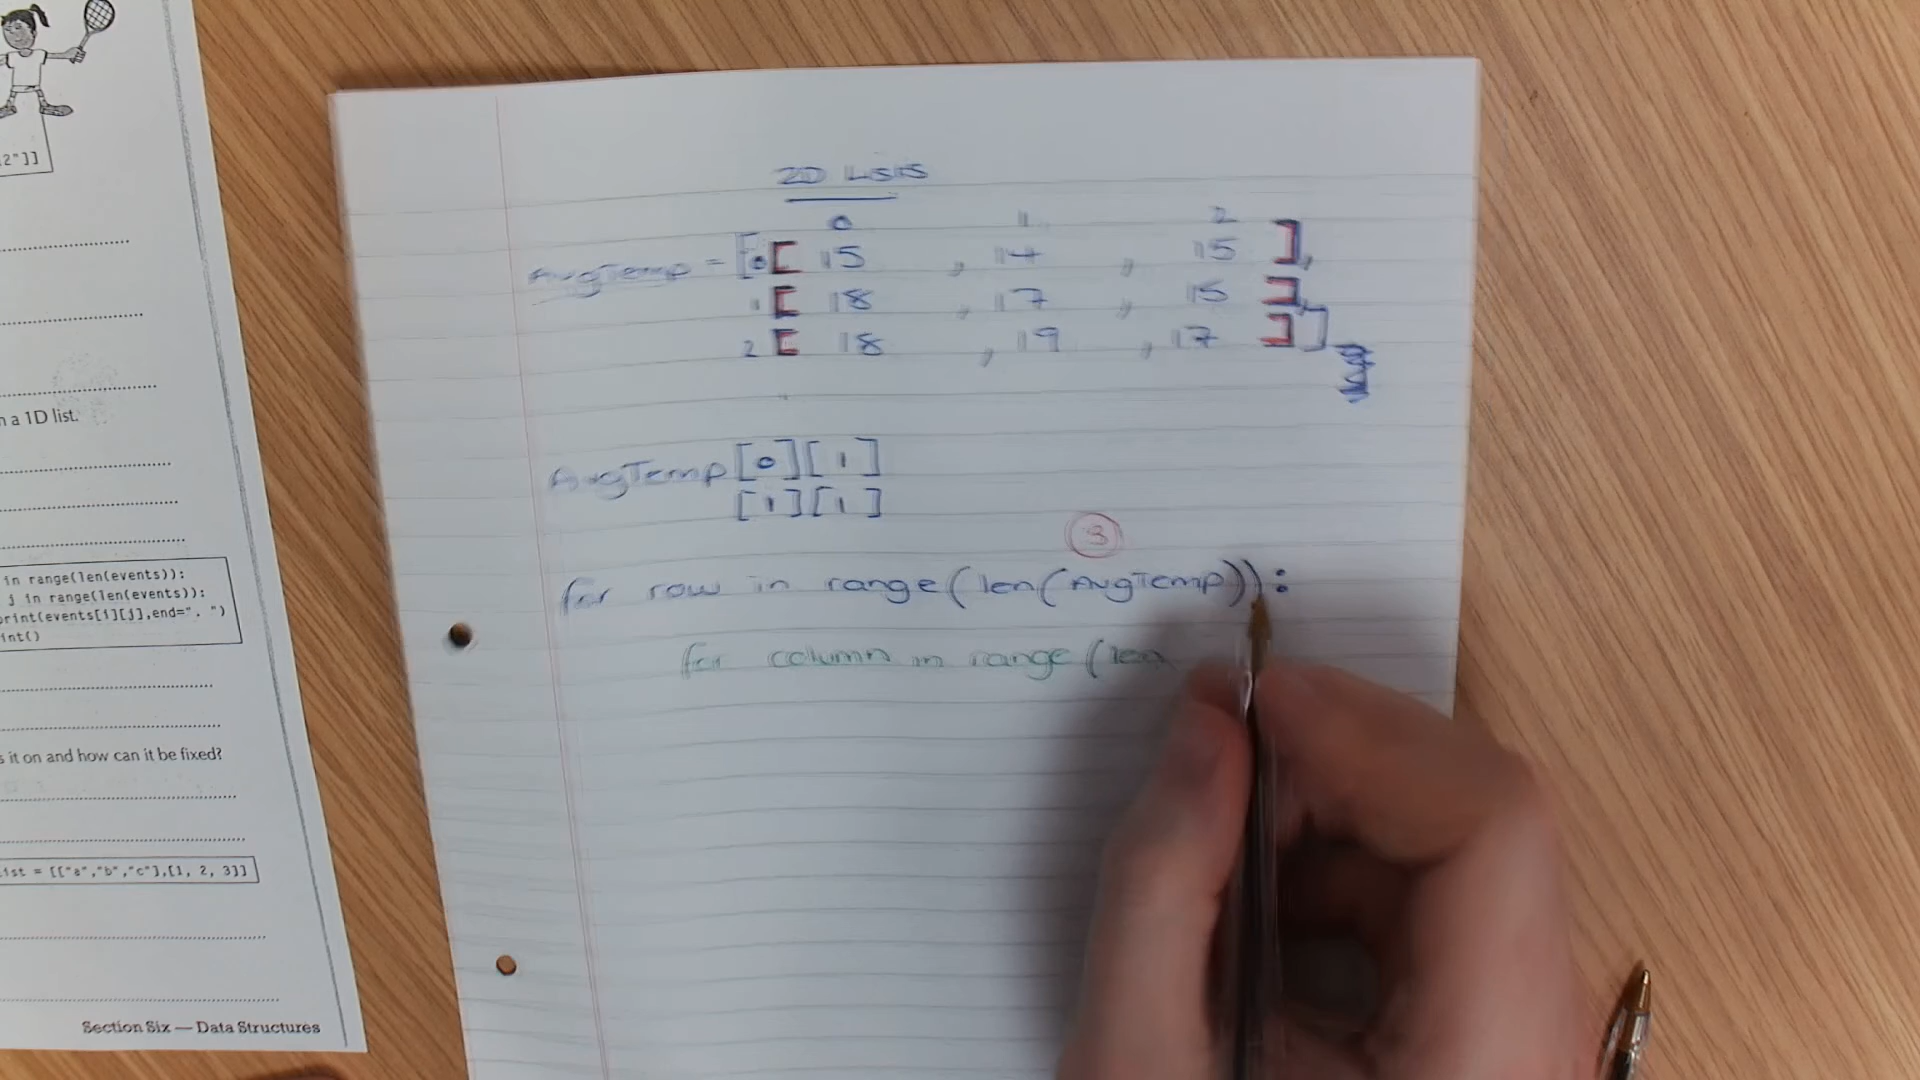 2"]]
n a 1D list.
in range(len(events)):
j in range(len(events)):
print(events[i][j],end=". ")
int()
s it on and how can it be fixed?
ist = [["a","b","c"],[1, 2, 3]]
Section Six — Data Structures
2D Lists
0 1 2
AvgTemp = [0[ 15 , 14 , 15 ],
1[ 18 , 17 , 15 ],
2[ 18 , 19 , 17 ]]
AvgTemp[0][1]
[1][1]
3
for row in range(len(AvgTemp)):
for column in range(len